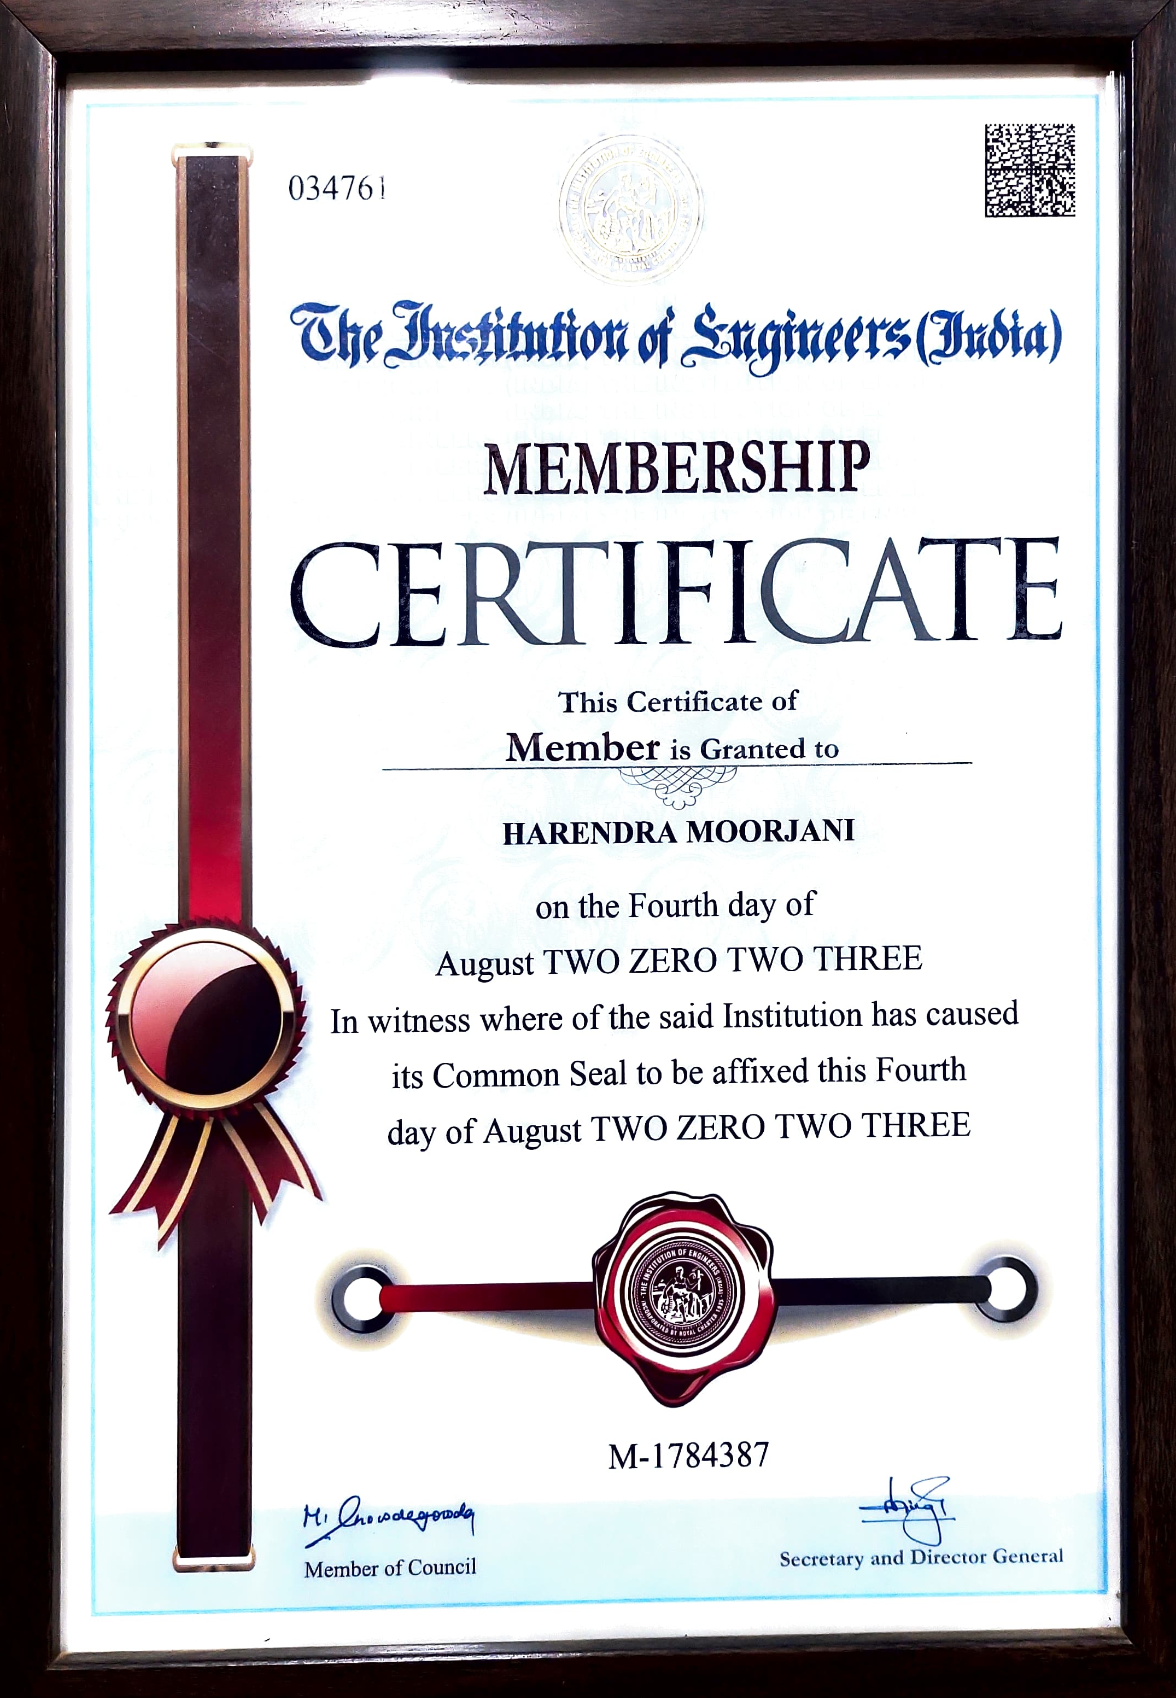 034761
The Institution of Engineers (India)
MEMBERSHIP
CERTIFICATE
This Certificate of
Member is Granted to
HARENDRA MOORJANI
on the Fourth day of
August TWO ZERO TWO THREE
In witness where of the said Institution has caused
its Common Seal to be affixed this Fourth
day of August TWO ZERO TWO THREE
THE INSTITUTION OF ENGINEERS (INDIA)
INCORPORATED BY ROYAL CHARTER 1935
M-1784387
Member of Council
Secretary and Director General